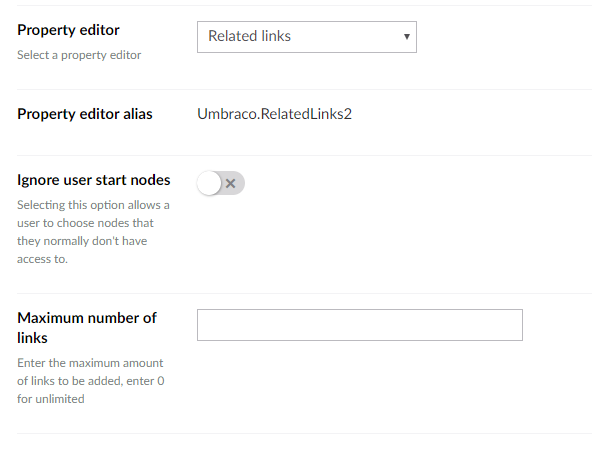 Property editor
Select a property editor
Related links
Property editor alias
Umbraco.RelatedLinks2
Ignore user start nodes
Selecting this option allows a
user to choose nodes that
they normally don't have
access to.
Maximum number of
links
Enter the maximum amount
of links to be added, enter 0
for unlimited